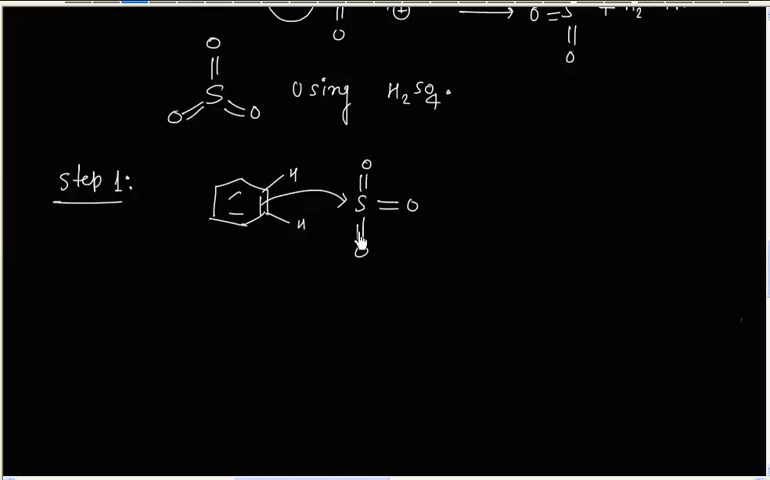 O
O = S
O
O
S using H₂SO₄.
O O
Step 1:
H O
S = O
H
O